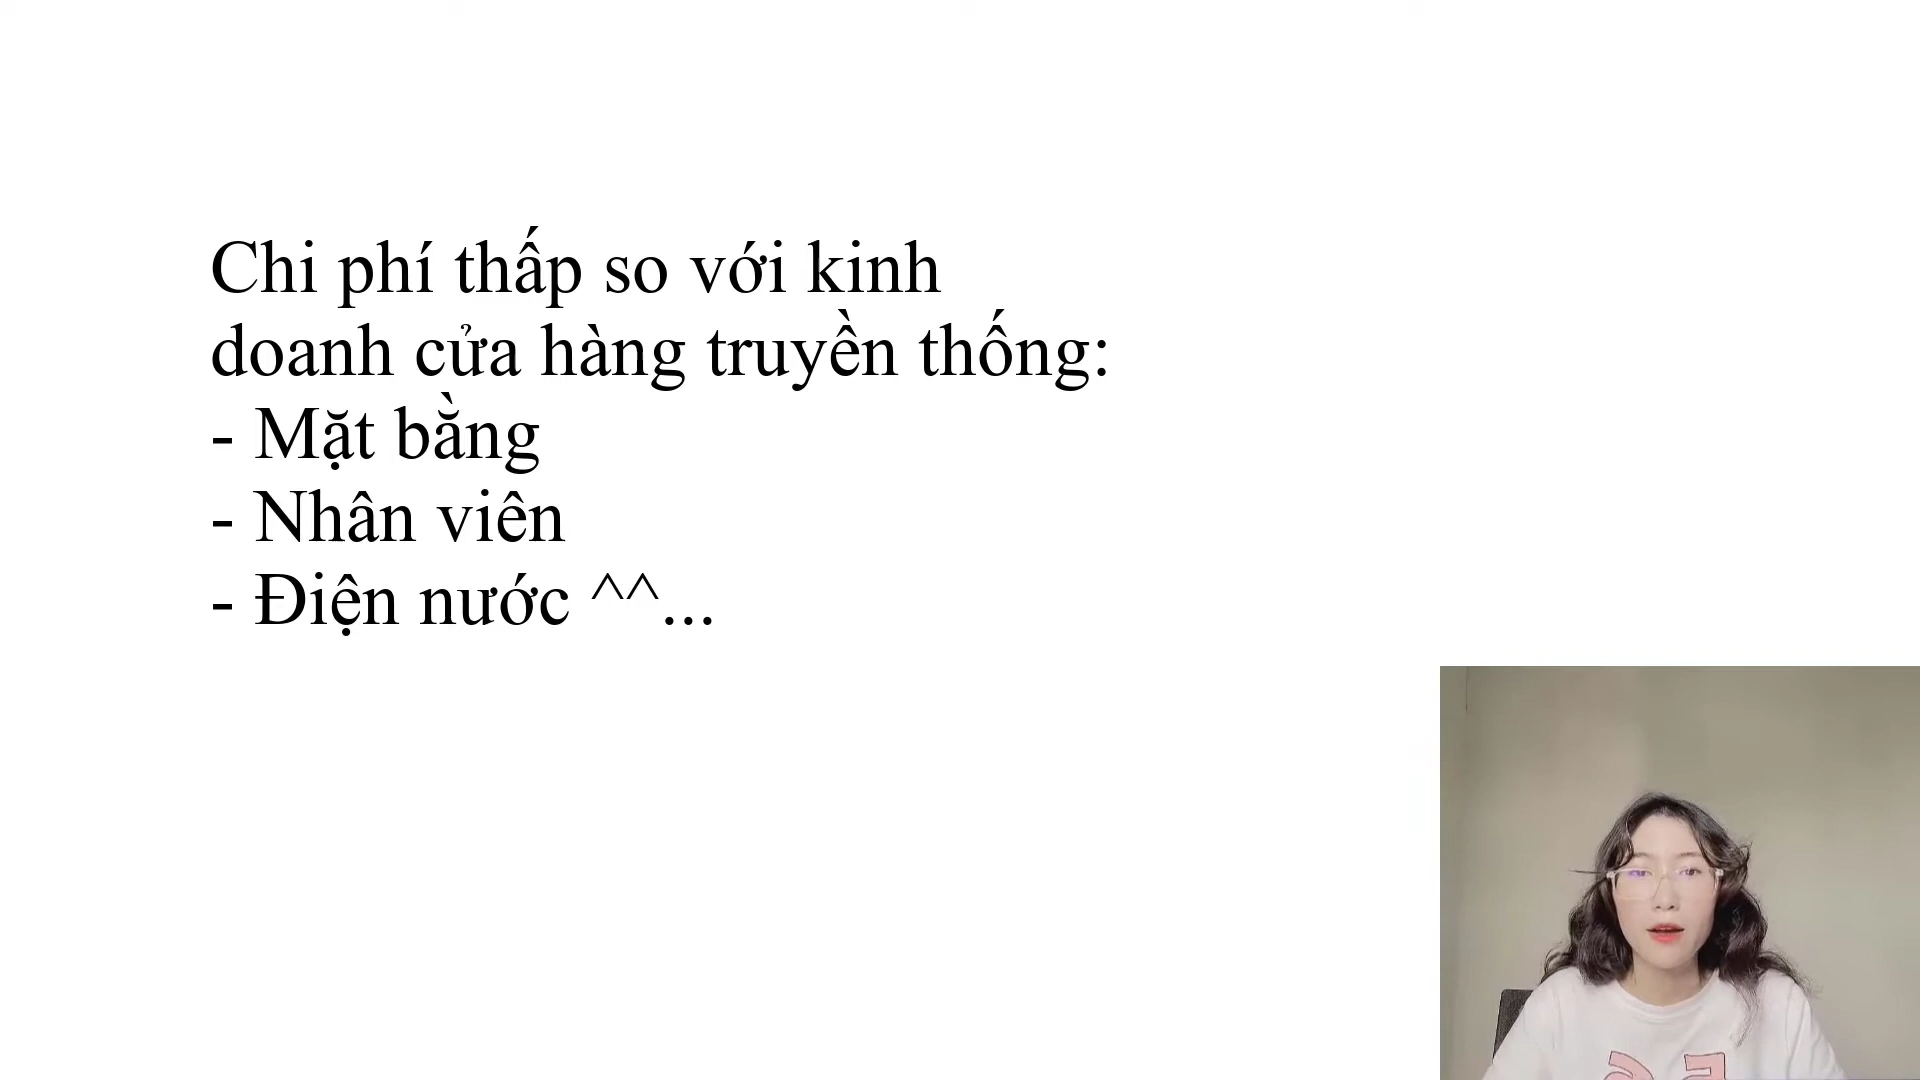 Chi phí thấp so với kinh
doanh cửa hàng truyền thống:
- Mặt bằng
- Nhân viên
- Điện nước ^^...